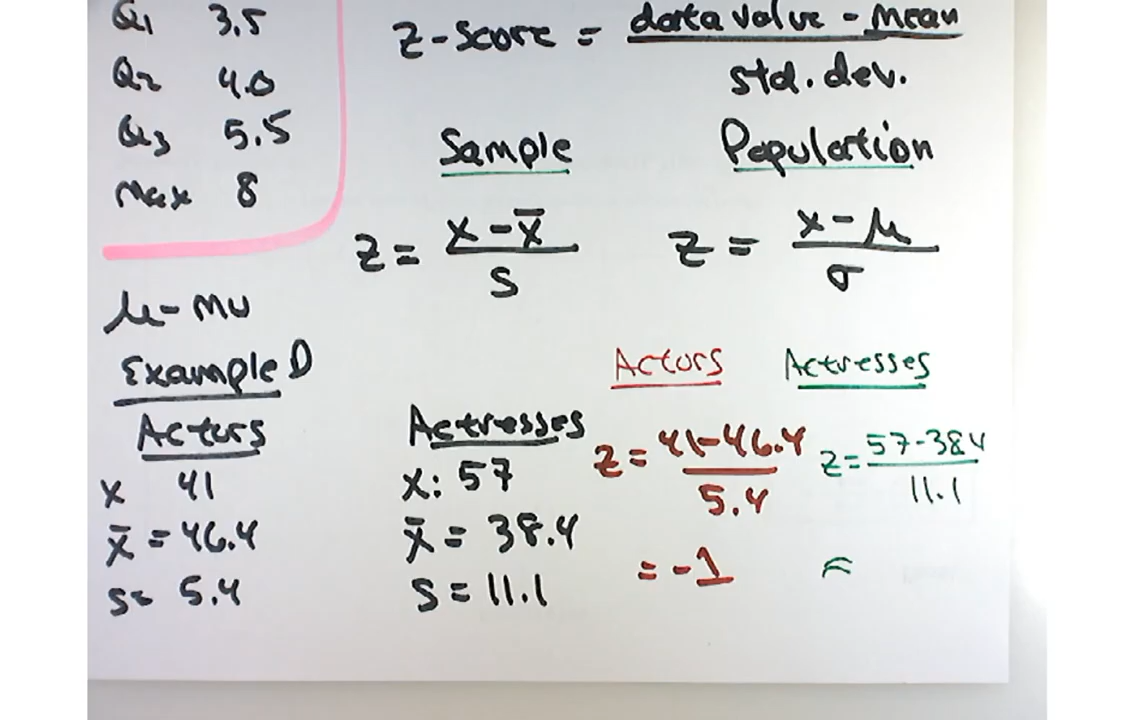 Q1 3.5
Q2 4.0
Q3 5.5
Max 8
z-score = data value - mean
std. dev.
Sample
z = x - x̄
s
Population
z = x - μ
σ
μ - mu
Example D
Actors
x 41
x̄ = 46.4
s = 5.4
Actresses
x: 57
x̄ = 38.4
s = 11.1
Actors
z = 41-46.4
5.4
= -1
Actresses
z = 57-38.4
11.1
≈